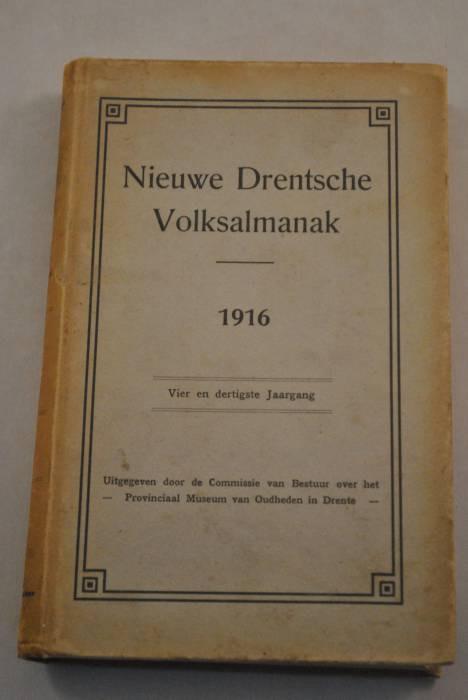 Nieuwe Drentsche
Volksalmanak
1916
Vier en dertigste Jaargang
Uitgegeven door de Commissie van Bestuur over het
— Provinciaal Museum van Oudheden in Drente —